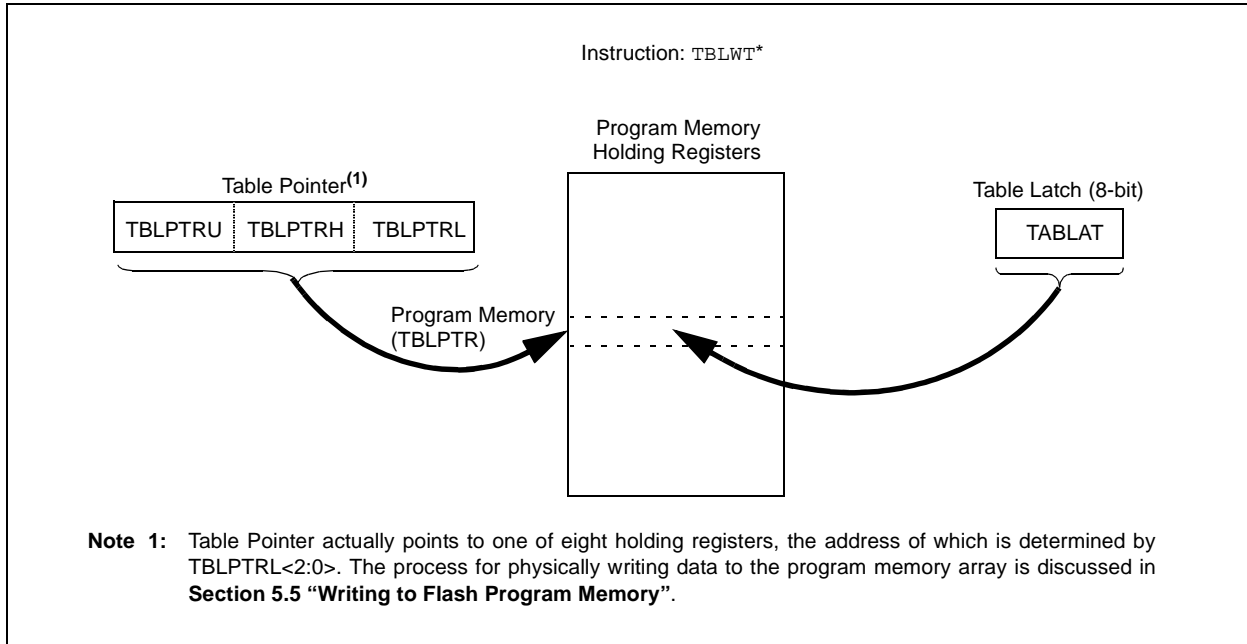 Instruction: TBLWT*
Program Memory
Holding Registers
Table Pointer(1)
Table Latch (8-bit)
TBLPTRU TBLPTRH TBLPTRL
TABLAT
Program Memory
(TBLPTR)
Note 1: Table Pointer actually points to one of eight holding registers, the address of which is determined by
TBLPTRL<2:0>. The process for physically writing data to the program memory array is discussed in
Section 5.5 “Writing to Flash Program Memory”.